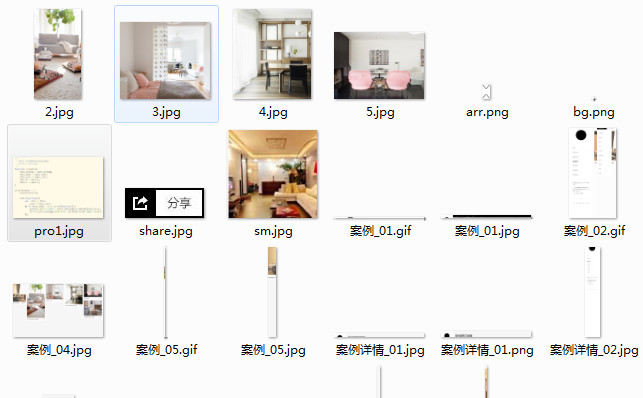 2.jpg
3.jpg
4.jpg
5.jpg
arr.png
bg.png
分享
pro1.jpg
share.jpg
sm.jpg
案例_01.gif
案例_01.jpg
案例_02.gif
案例_04.jpg
案例_05.gif
案例_05.jpg
案例详情_01.jpg
案例详情_01.png
案例详情_02.jpg